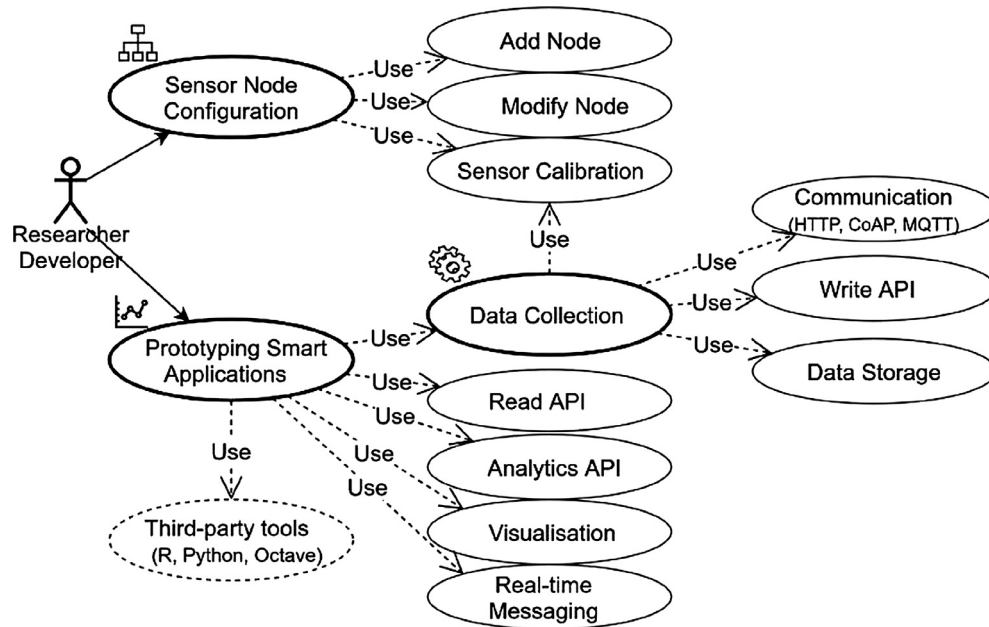 Add Node
Use
Sensor Node
Configuration
Use
Modify Node
Use
Sensor Calibration
Researcher
Developer
Use
Communication
(HTTP, CoAP, MQTT)
Use
Data Collection
Use
Write API
Use
Data Storage
Prototyping Smart
Applications
Use
Use
Read API
Use
Analytics API
Use
Use
Visualisation
Use
Real-time
Messaging
Third-party tools
(R, Python, Octave)